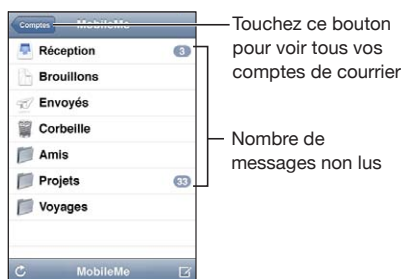 Comptes MobileMe
Réception 3
Brouillons
Envoyés
Corbeille
Amis
Projets 33
Voyages
MobileMe
Touchez ce bouton
pour voir tous vos
comptes de courrier
Nombre de
messages non lus